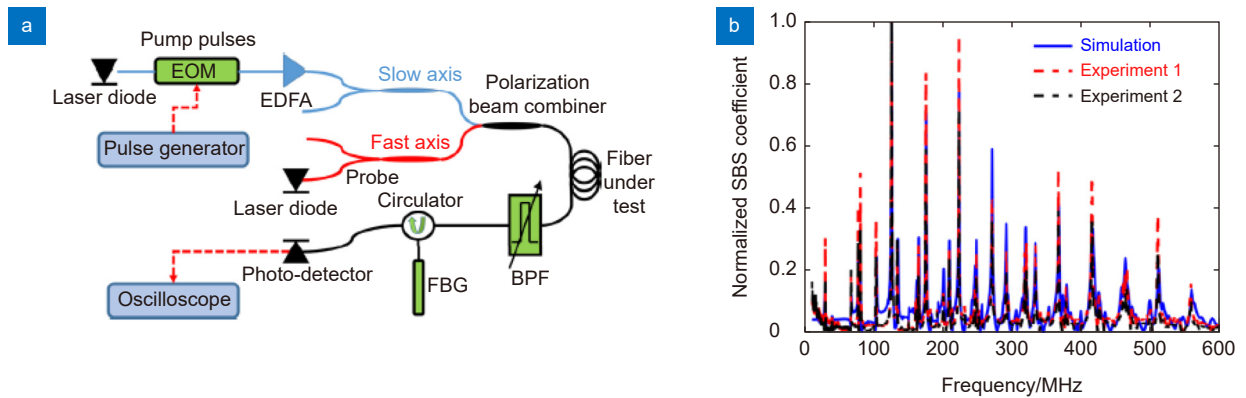 a
Pump pulses
EOM
Laser diode
EDFA
Slow axis
Polarization
beam combiner
Pulse generator
Fast axis
Probe
Laser diode
Circulator
Fiber
under
test
Photo-detector
FBG
BPF
Oscilloscope
b
Normalized SBS coefficient
1.0
0.8
0.6
0.4
0.2
0
Simulation
Experiment 1
Experiment 2
0 100 200 300 400 500 600
Frequency/MHz